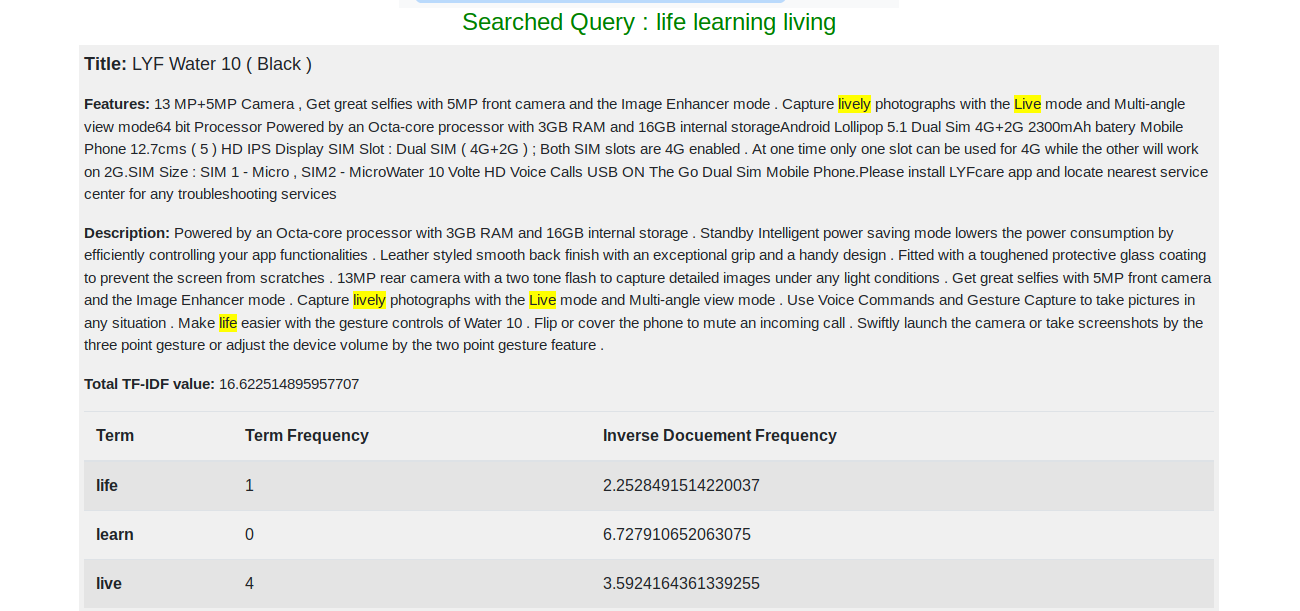 Searched Query : life learning living
Title: LYF Water 10 ( Black )
Features: 13 MP+5MP Camera , Get great selfies with 5MP front camera and the Image Enhancer mode . Capture lively photographs with the Live mode and Multi-angle
view mode64 bit Processor Powered by an Octa-core processor with 3GB RAM and 16GB internal storageAndroid Lollipop 5.1 Dual Sim 4G+2G 2300mAh batery Mobile
Phone 12.7cms ( 5 ) HD IPS Display SIM Slot : Dual SIM ( 4G+2G ) ; Both SIM slots are 4G enabled . At one time only one slot can be used for 4G while the other will work
on 2G.SIM Size : SIM 1 - Micro , SIM2 - MicroWater 10 Volte HD Voice Calls USB ON The Go Dual Sim Mobile Phone.Please install LYFcare app and locate nearest service
center for any troubleshooting services
Description: Powered by an Octa-core processor with 3GB RAM and 16GB internal storage . Standby Intelligent power saving mode lowers the power consumption by
efficiently controlling your app functionalities . Leather styled smooth back finish with an exceptional grip and a handy design . Fitted with a toughened protective glass coating
to prevent the screen from scratches . 13MP rear camera with a two tone flash to capture detailed images under any light conditions . Get great selfies with 5MP front camera
and the Image Enhancer mode . Capture lively photographs with the Live mode and Multi-angle view mode . Use Voice Commands and Gesture Capture to take pictures in
any situation . Make life easier with the gesture controls of Water 10 . Flip or cover the phone to mute an incoming call . Swiftly launch the camera or take screenshots by the
three point gesture or adjust the device volume by the two point gesture feature .
Total TF-IDF value: 16.622514895957707
Term Term Frequency Inverse Docuement Frequency
life 1 2.2528491514220037
learn 0 6.727910652063075
live 4 3.5924164361339255